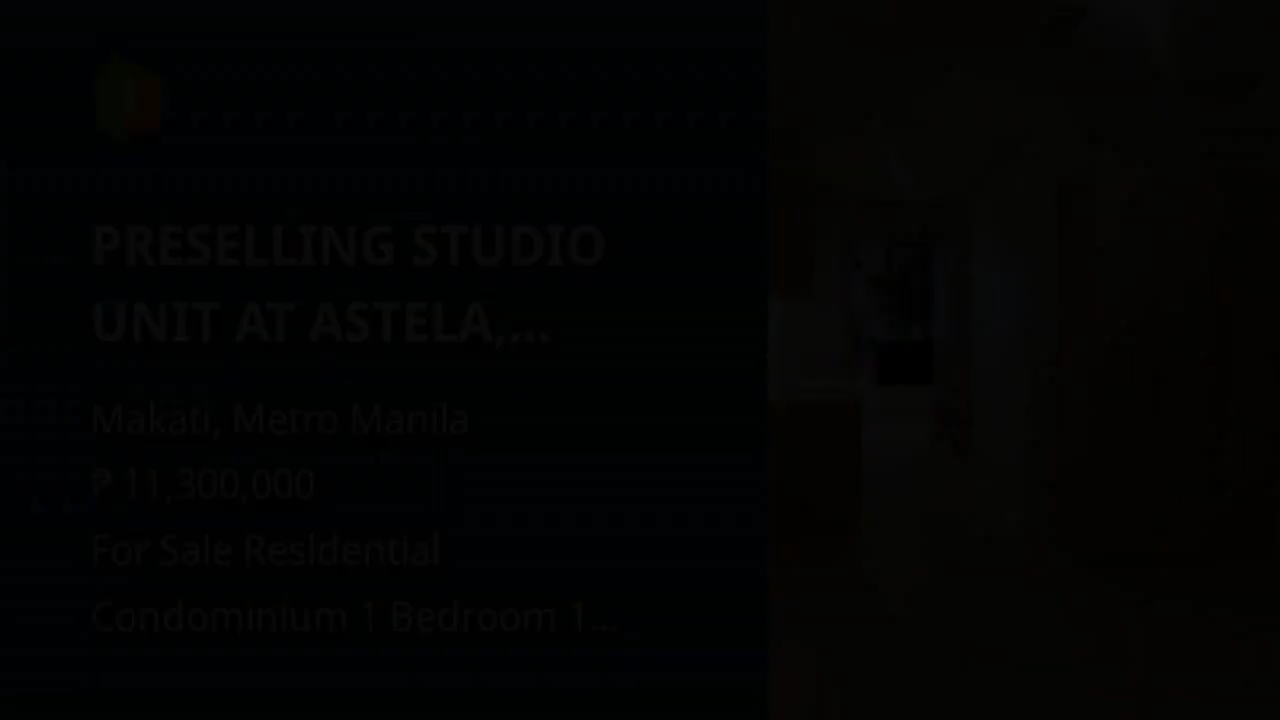 PRESELLING STUDIO
UNIT AT ASTELA,...
Makati, Metro Manila
₱ 11,300,000
For Sale Residential
Condominium 1 Bedroom 1...